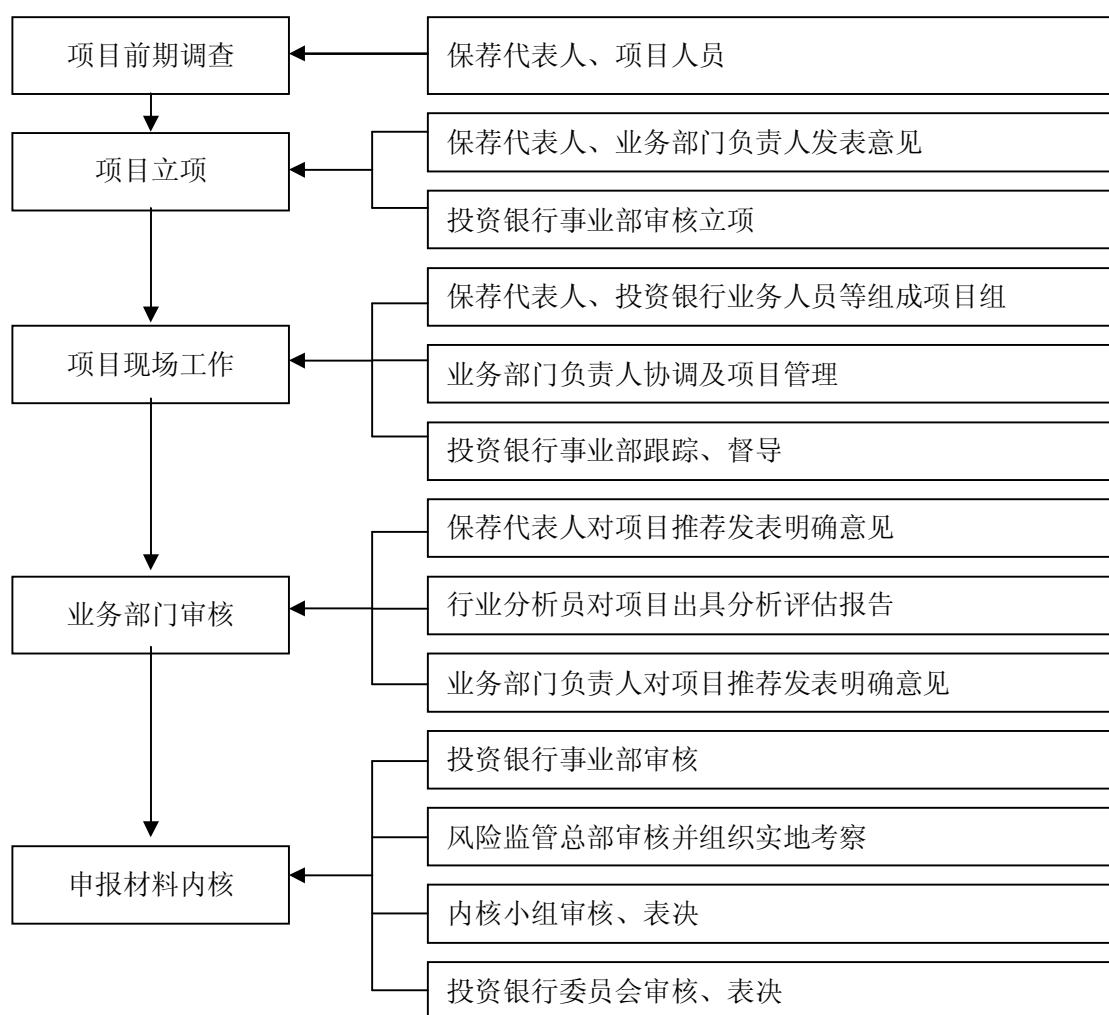 项目前期调查
保荐代表人、项目人员
项目立项
保荐代表人、业务部门负责人发表意见
投资银行事业部审核立项
项目现场工作
保荐代表人、投资银行业务人员等组成项目组
业务部门负责人协调及项目管理
投资银行事业部跟踪、督导
业务部门审核
保荐代表人对项目推荐发表明确意见
行业分析员对项目出具分析评估报告
业务部门负责人对项目推荐发表明确意见
申报材料内核
投资银行事业部审核
风险监管总部审核并组织实地考察
内核小组审核、表决
投资银行委员会审核、表决